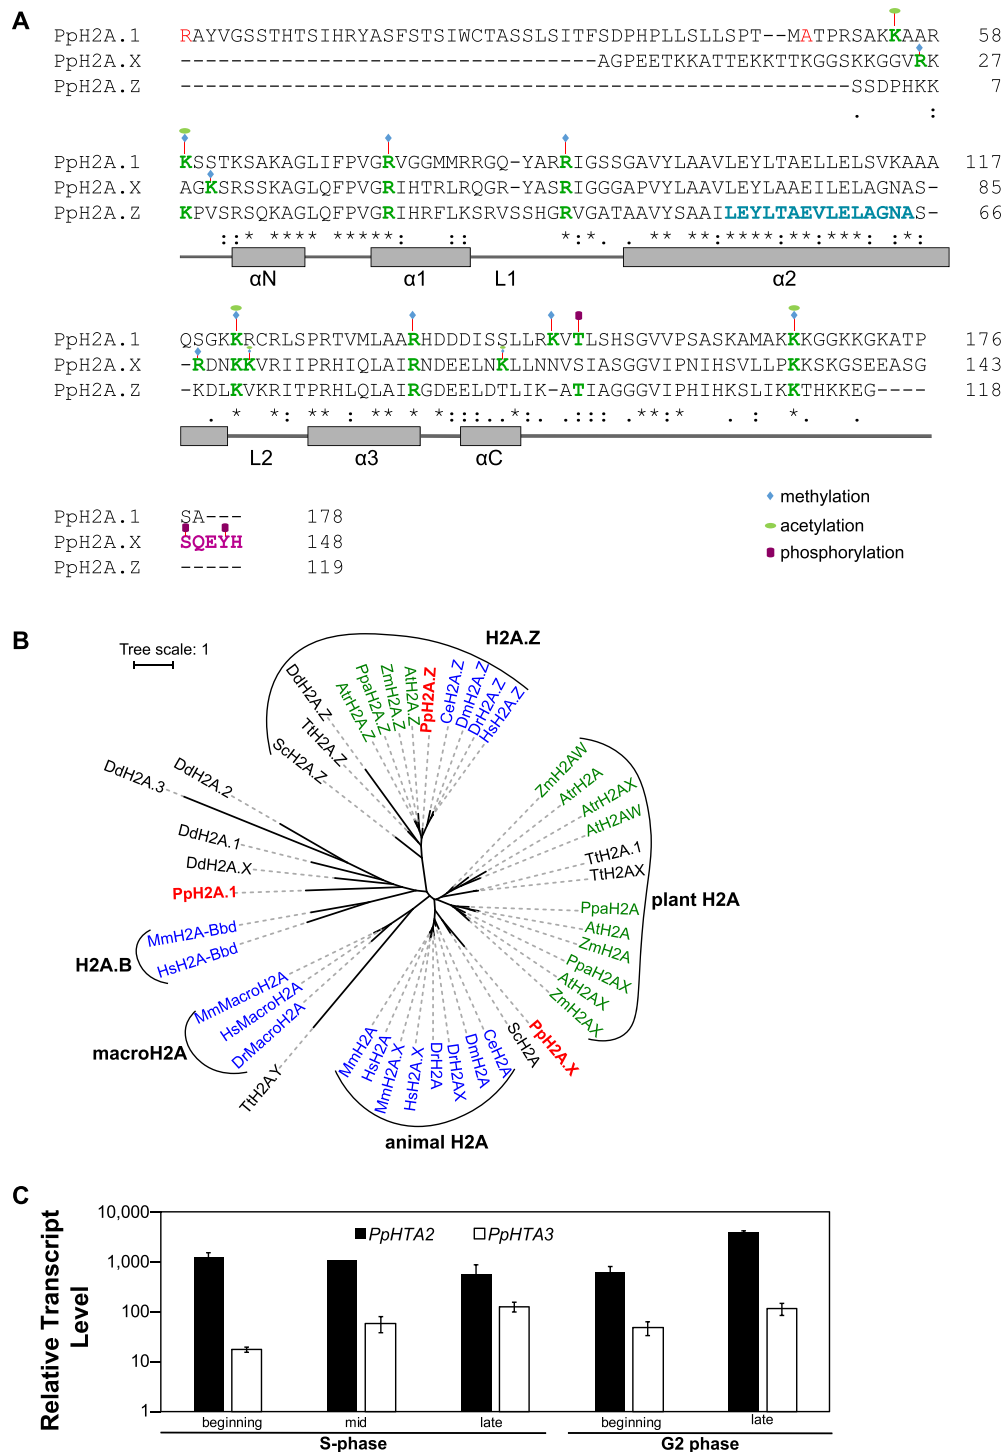 A
PpH2A.1 RAYVGSSTHTSIHRYASFSTSIWCTASSLSITFSDPHPLLSLLSPT--MATPRSAKKAAR 58
PpH2A.X --------------------------------AGPEETKKATTEKKTTKGGSKKGGVRK 27
PpH2A.Z ----------------------------------------------------SSDPHKK 7
. :
PpH2A.1 KSSTKSAKAGLIFPVGRVGGMMRRGQ-YARRIGSSGAVYLAAVLEYLTAELLELSVKAAA 117
PpH2A.X AGKSRSSKAGLQFPVGRIHTRLRQGR-YASRIGGGAPVYLAAVLEYLAAEILELAGNAS- 85
PpH2A.Z KPVSRSQKAGLQFPVGRIHRFLKSRVSSHGRVGATAAVYSAAILEYLTAEVLELAGNAS- 66
αN α1 L1 α2
PpH2A.1 QSGKKRCRLSPRTVMLAARHDDDISSLLRKVTLSHSGVVPSKAMAKKKGGKKGKATP 176
PpH2A.X RDNKKVRIIPRHIQLAIRNDEELNKLLNNVSIAGGVIPNIHSVLLPKKSKGSEEASG 143
PpH2A.Z -KDLKVKRITPRHLQLAIRGDEELDTLIK-ATIAGGGVIPHIHKSLIKKTHKKEG---- 118
L2 α3 αC
PpH2A.1 SA--- 178
PpH2A.X SQEYH 148
PpH2A.Z ----- 119
methylation
acetylation
phosphorylation
B
Tree scale: 1
H2A.Z
DdH2A.Z
TtH2A.Z
ScH2A.Z
AtrH2A.Z
PpaH2A.Z
ZmH2A.Z
AtH2A.Z
PpH2A.Z
CeH2A.Z
DmH2A.Z
DrH2A.Z
HsH2A.Z
ZmH2AW
AtrH2A
AtrH2AX
AtH2AW
TtH2A.1
TtH2AX
plant H2A
PpaH2A
AtH2A
ZmH2A
PpaH2AX
AtH2AX
ZmH2AX
PpH2A.X
ScH2A
CeH2A
DmH2A
DrH2AX
DrH2A
HsH2A.X
MmH2A.X
HsH2A
MmH2A
animal H2A
TtH2A.Y
DrMacroH2A
HsMacroH2A
MmMacroH2A
macroH2A
HsH2A-Bbd
MmH2A-Bbd
H2A.B
PpH2A.1
DdH2A.X
DdH2A.1
DdH2A.2
DdH2A.3
C
Relative Transcript Level
10,000
1,000
100
10
1
PpHTA2 PpHTA3
beginning mid late beginning late
S-phase G2 phase